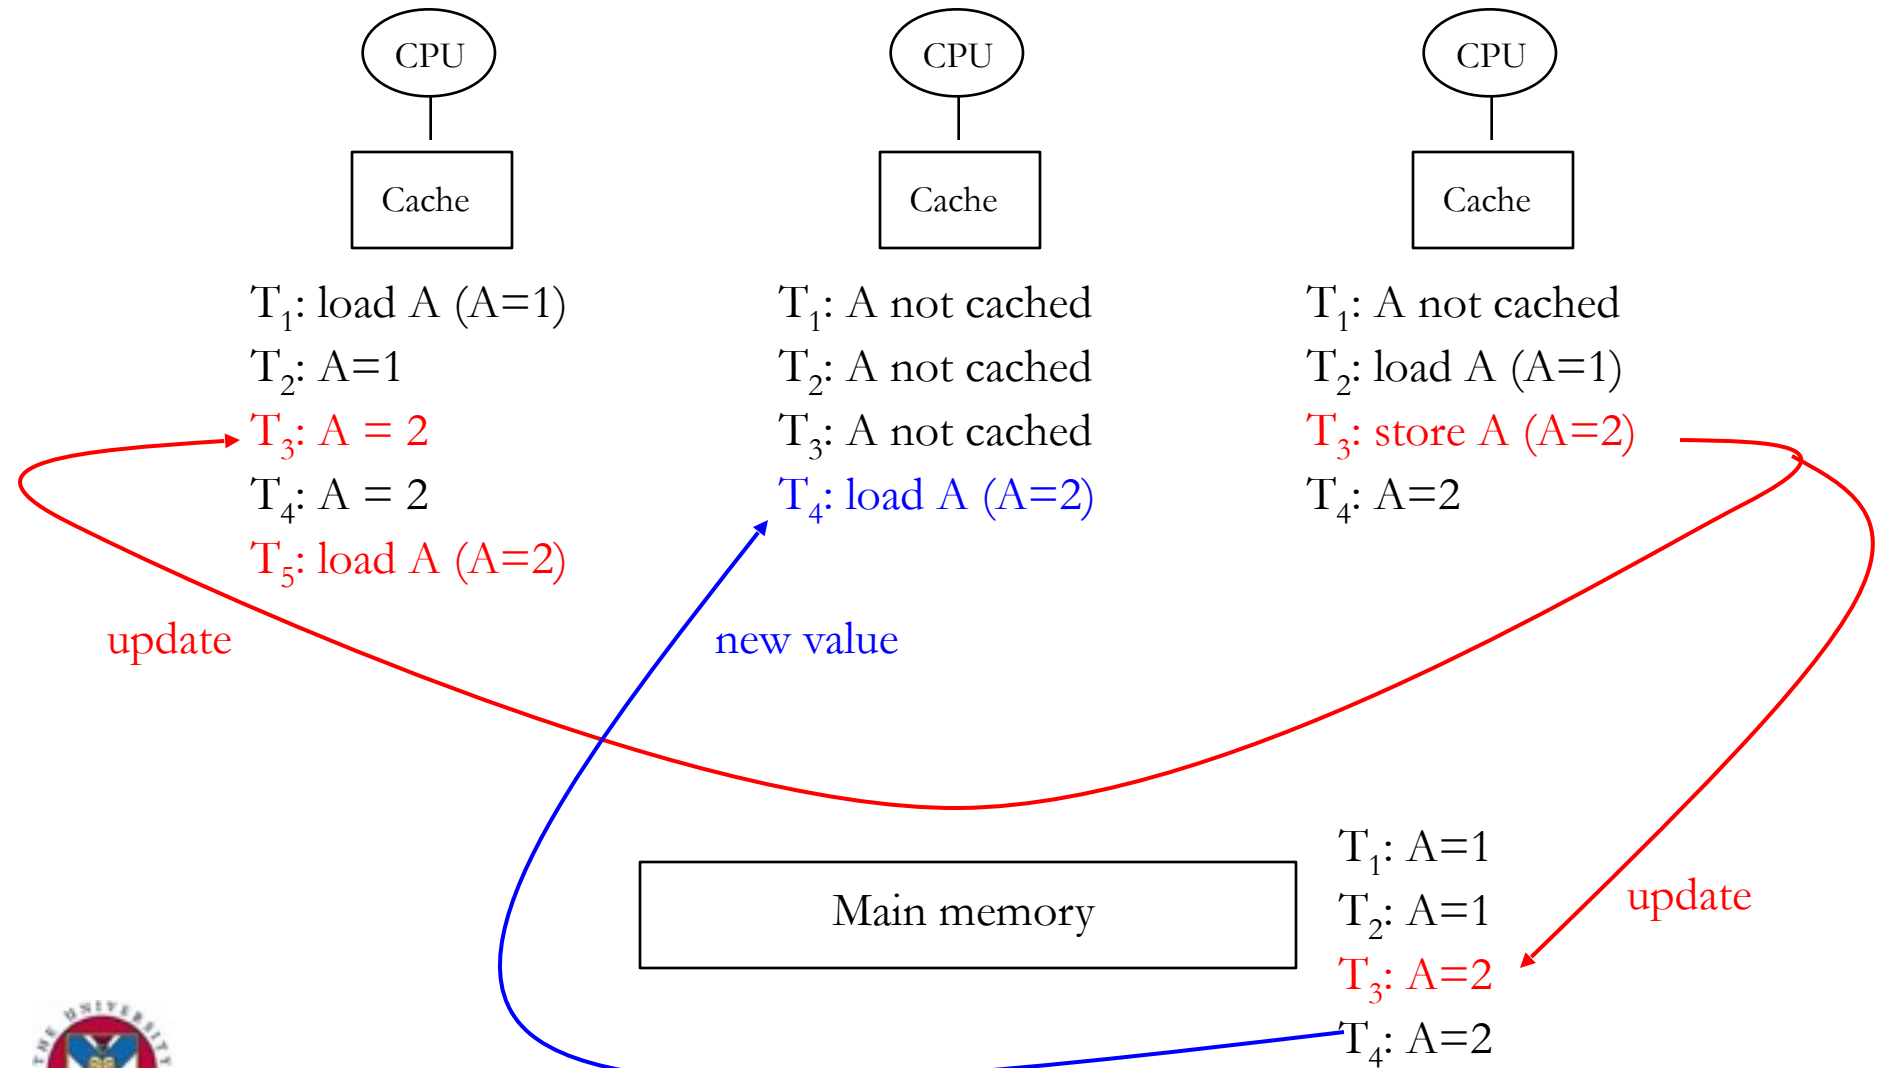 CPU
CPU
CPU
Cache
Cache
Cache
T1: load A (A=1)
T2: A=1
T3: A = 2
T4: A = 2
T5: load A (A=2)
T1: A not cached
T2: A not cached
T3: A not cached
T4: load A (A=2)
T1: A not cached
T2: load A (A=1)
T3: store A (A=2)
T4: A=2
update
new value
Main memory
T1: A=1
T2: A=1
T3: A=2
T4: A=2
update
THE UNIVERSITY